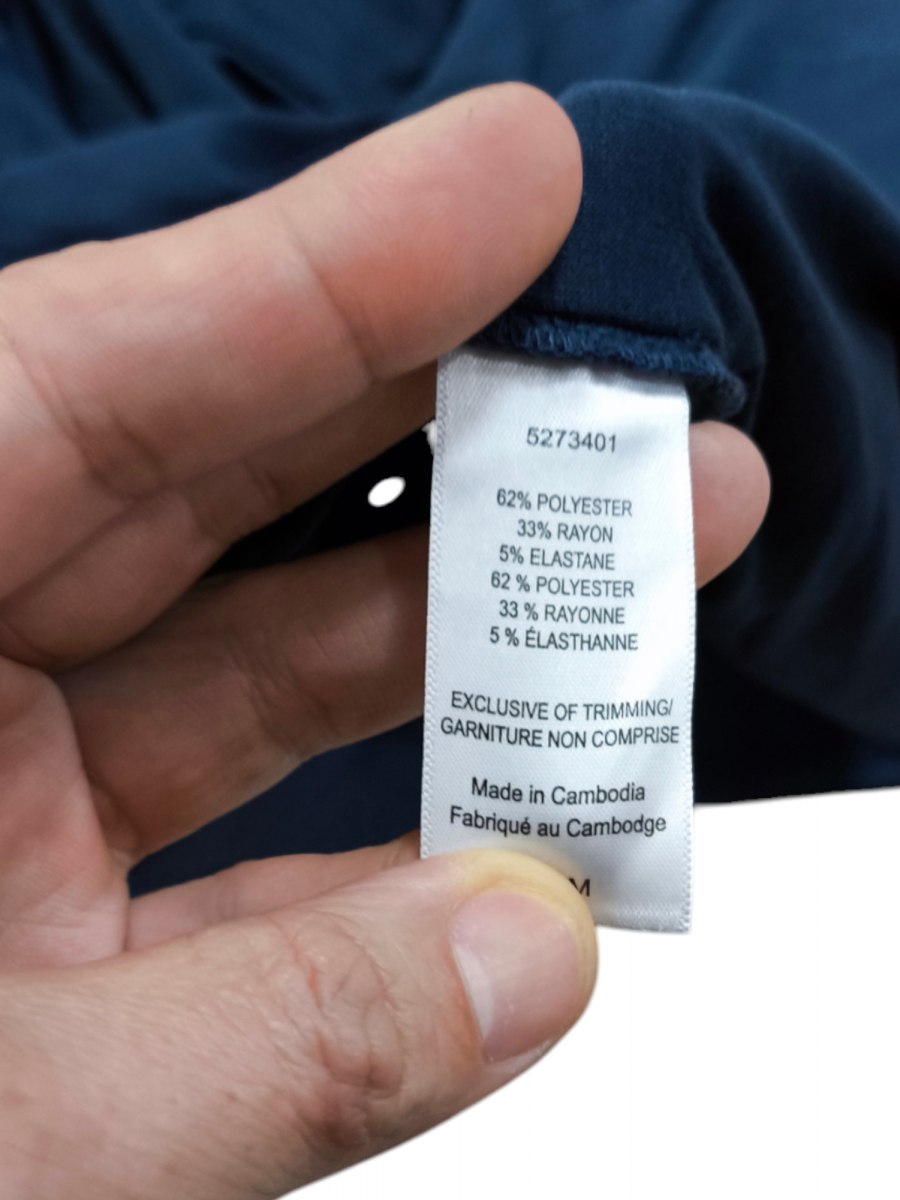 5273401
62% POLYESTER
33% RAYON
5% ELASTANE
62 % POLYESTER
33 % RAYONNE
5 % ÉLASTHANNE
EXCLUSIVE OF TRIMMING/
GARNITURE NON COMPRISE
Made in Cambodia
Fabriqué au Cambodge
M